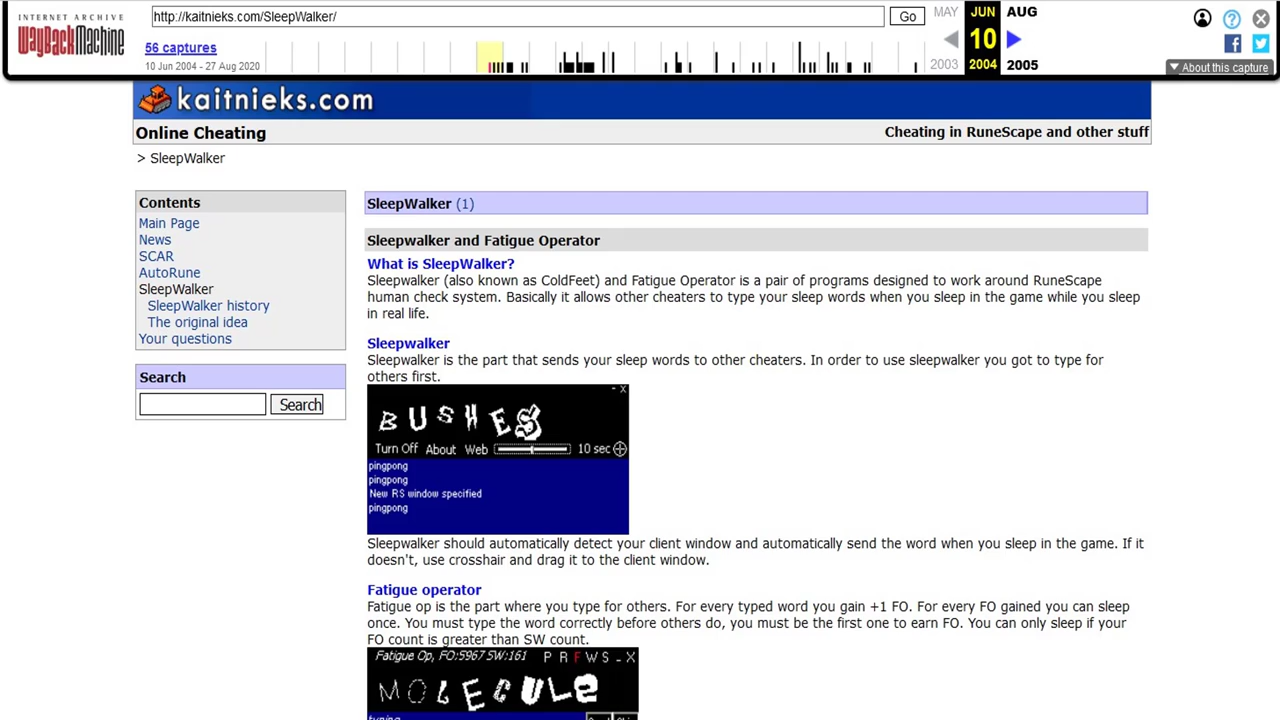 INTERNET ARCHIVE
WayBackMachine
http://kaitnieks.com/SleepWalker/
Go
MAY
JUN
AUG
56 captures
10
10 Jun 2004 - 27 Aug 2020
2003
2004
2005
About this capture
kaitnieks.com
Online Cheating
Cheating in RuneScape and other stuff
> SleepWalker
Contents
Main Page
News
SCAR
AutoRune
SleepWalker
SleepWalker history
The original idea
Your questions
Search
Search
SleepWalker (1)
Sleepwalker and Fatigue Operator
What is SleepWalker?
Sleepwalker (also known as ColdFeet) and Fatigue Operator is a pair of programs designed to work around RuneScape
human check system. Basically it allows other cheaters to type your sleep words when you sleep in the game while you sleep
in real life.
Sleepwalker
Sleepwalker is the part that sends your sleep words to other cheaters. In order to use sleepwalker you got to type for
others first.
- X
BUSHES
Turn Off About Web 10 sec
pingpong
pingpong
New RS window specified
pingpong
Sleepwalker should automatically detect your client window and automatically send the word when you sleep in the game. If it
doesn't, use crosshair and drag it to the client window.
Fatigue operator
Fatigue op is the part where you type for others. For every typed word you gain +1 FO. For every FO gained you can sleep
once. You must type the word correctly before others do, you must be the first one to earn FO. You can only sleep if your
FO count is greater than SW count.
Fatigue Op, FO:5967 SW:161 P R F W S - X
MOLECULe